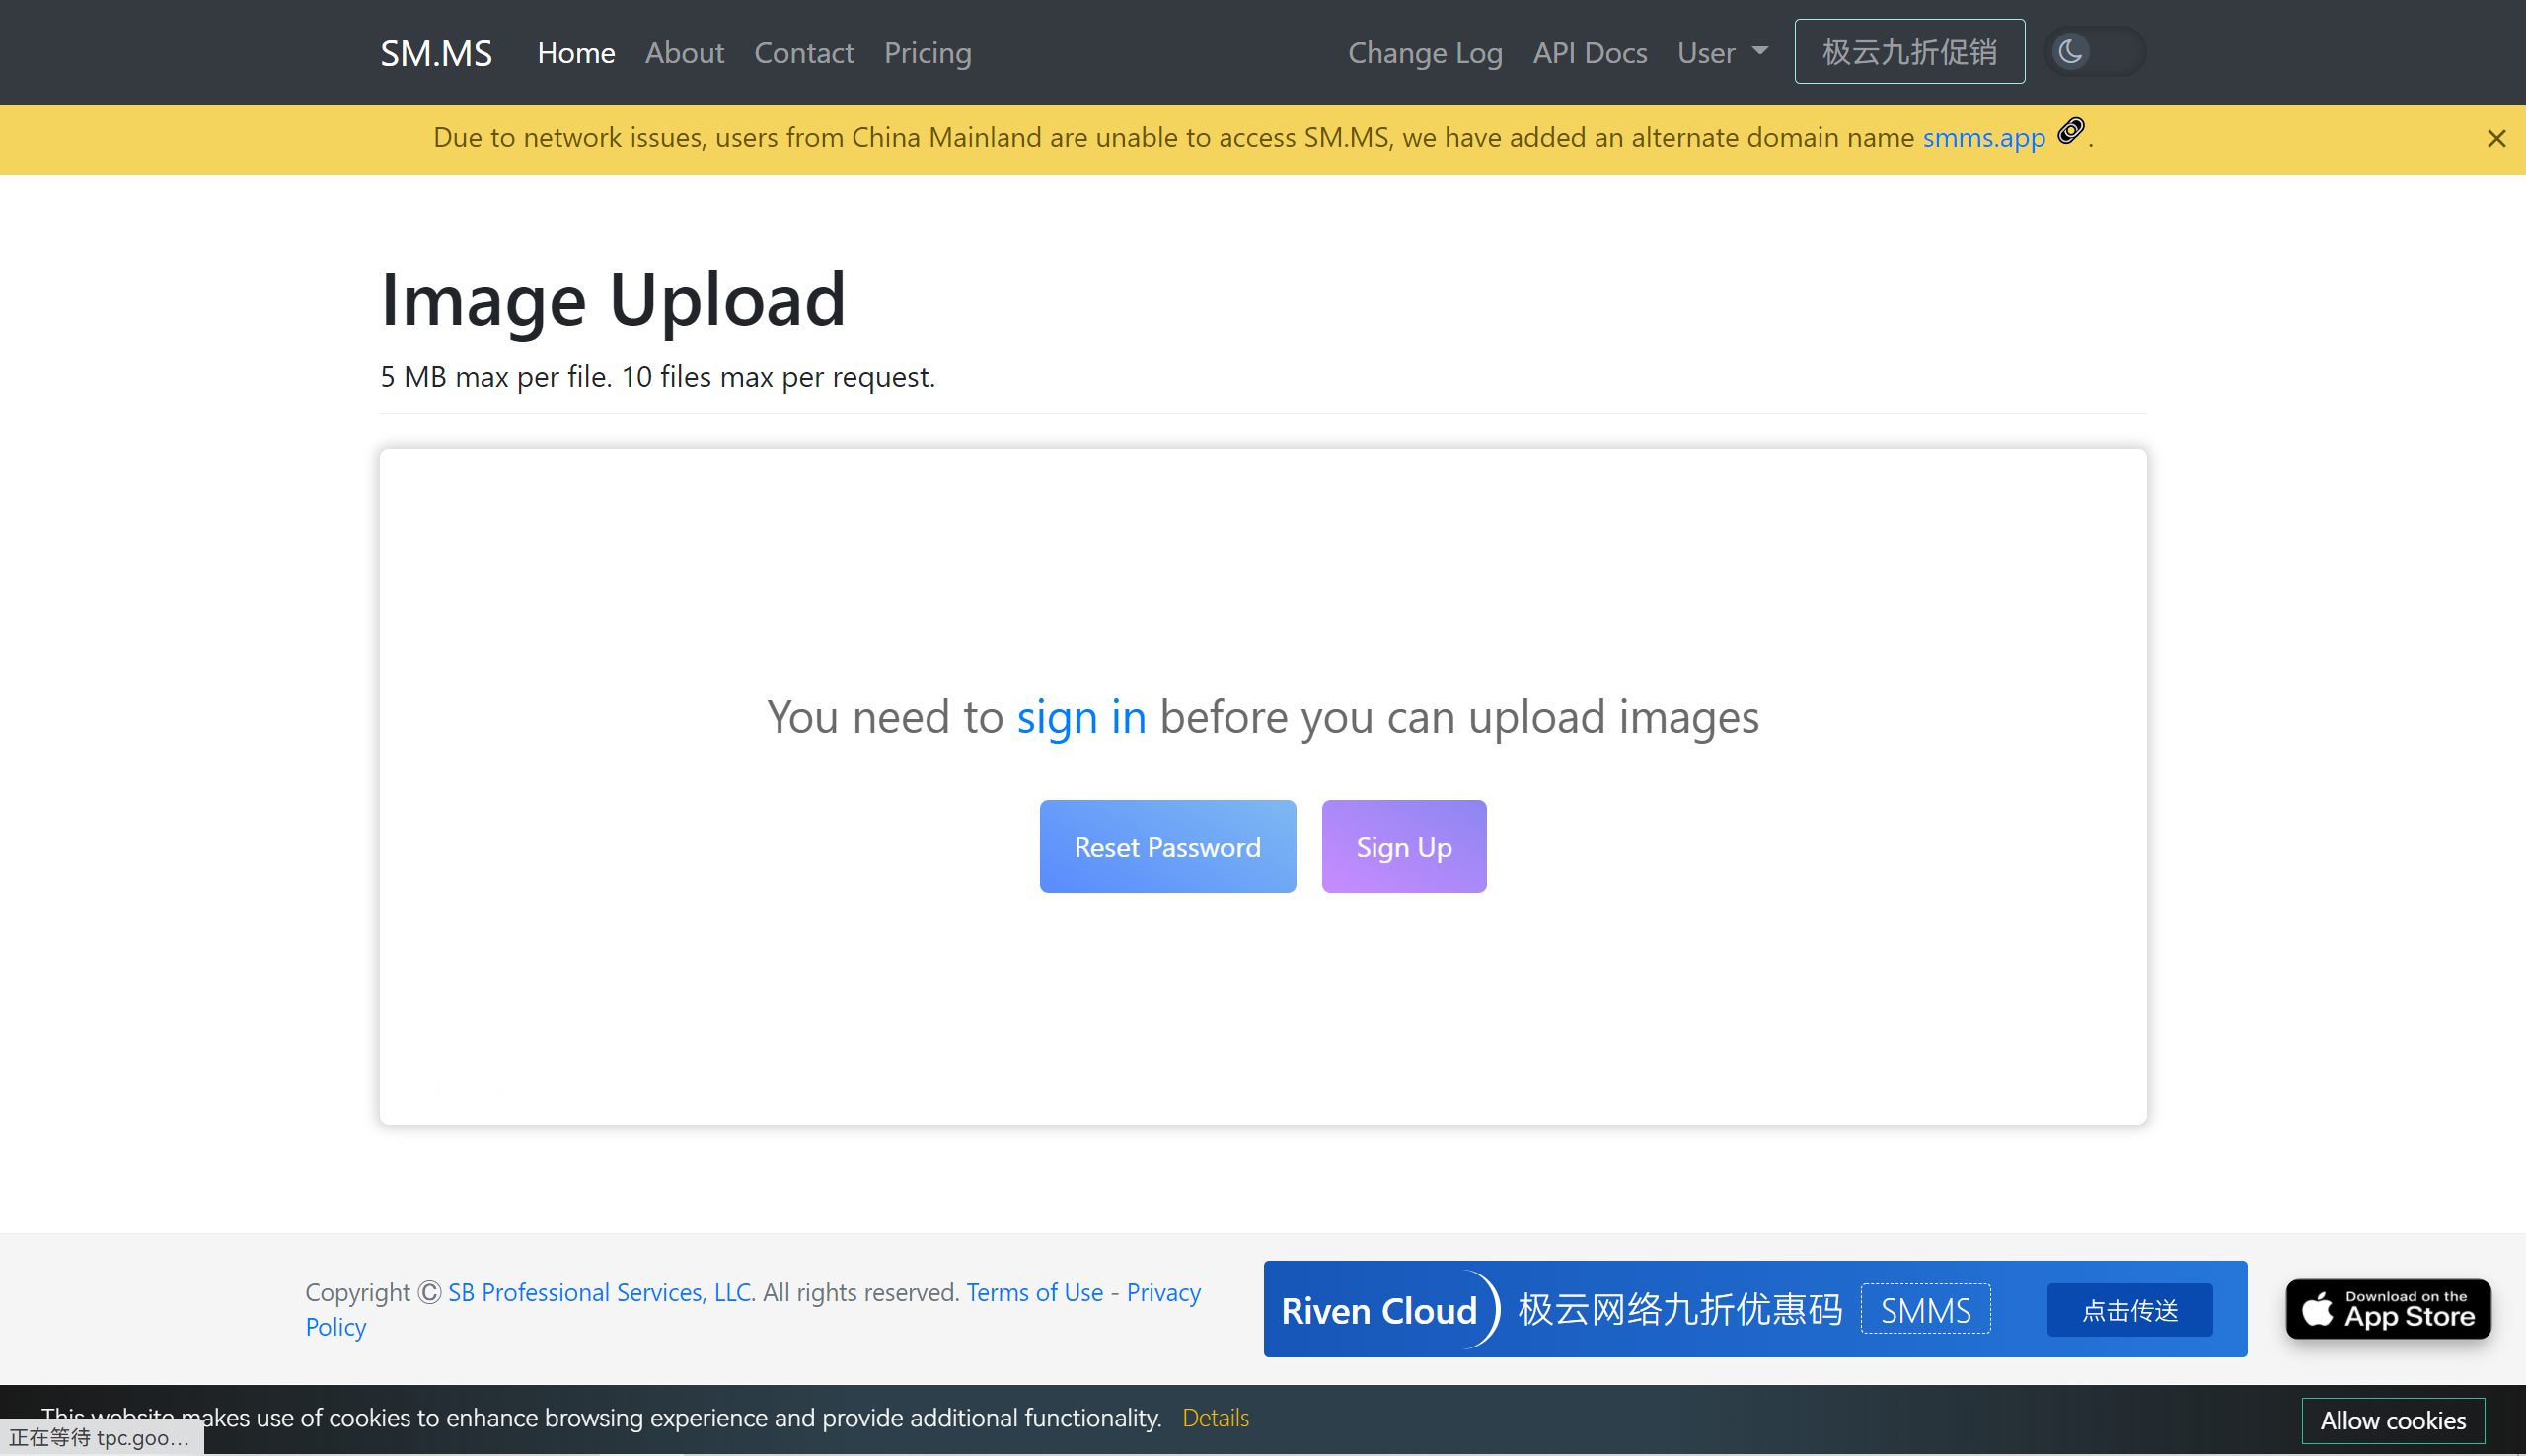 SM.MS Home About Contact Pricing Change Log API Docs User 极云九折促销
Due to network issues, users from China Mainland are unable to access SM.MS, we have added an alternate domain name smms.app .
Image Upload
5 MB max per file. 10 files max per request.
You need to sign in before you can upload images
Reset Password Sign Up
Copyright © SB Professional Services, LLC. All rights reserved. Terms of Use - Privacy
Policy
Riven Cloud 极云网络九折优惠码 SMMS 点击传送
Download on the
App Store
This website makes use of cookies to enhance browsing experience and provide additional functionality. Details
Allow cookies
正在等待 tpc.goo...